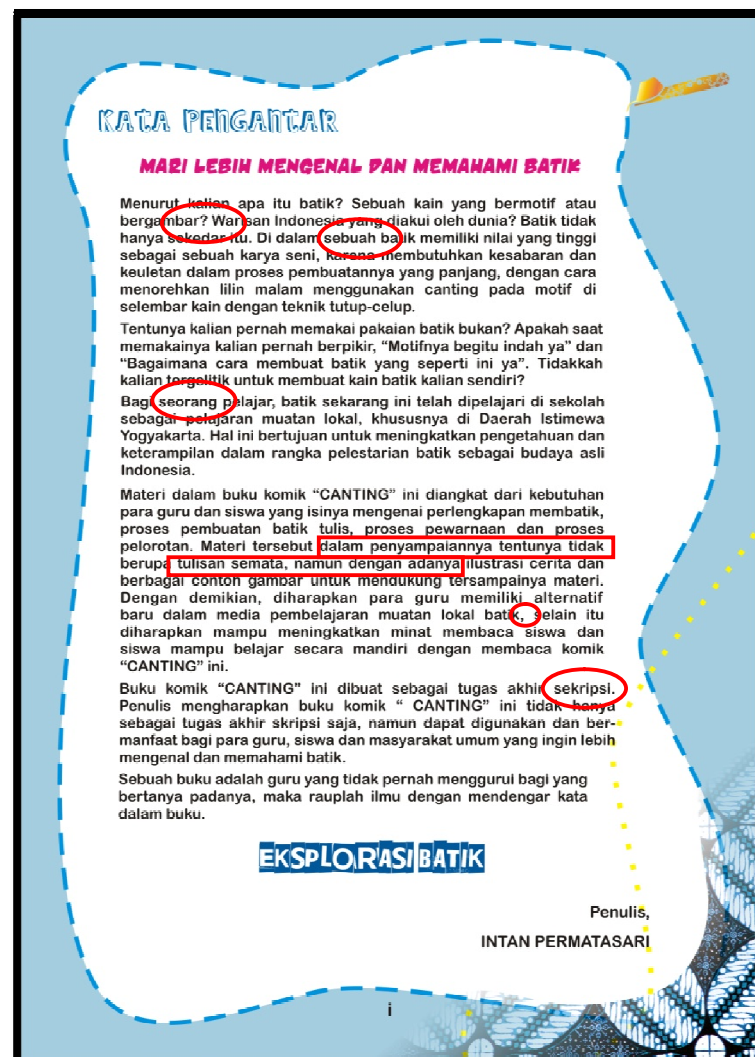 KATA PENGANTAR
MARI LEBIH MENGENAL DAN MEMAHAMI BATIK
Menurut kalian apa itu batik? Sebuah kain yang bermotif atau
bergambar? Warisan Indonesia yang diakui oleh dunia? Batik tidak
hanya sekedar itu. Di dalam sebuah batik memiliki nilai yang tinggi
sebagai sebuah karya seni, karena membutuhkan kesabaran dan
keuletan dalam proses pembuatannya yang panjang, dengan cara
menorehkan lilin malam menggunakan canting pada motif di
selembar kain dengan teknik tutup-celup.
Tentunya kalian pernah memakai pakaian batik bukan? Apakah saat
memakainya kalian pernah berpikir, “Motifnya begitu indah ya” dan
“Bagaimana cara membuat batik yang seperti ini ya”. Tidakkah
kalian tergelitik untuk membuat kain batik kalian sendiri?
Bagi seorang pelajar, batik sekarang ini telah dipelajari di sekolah
sebagai pelajaran muatan lokal, khususnya di Daerah Istimewa
Yogyakarta. Hal ini bertujuan untuk meningkatkan pengetahuan dan
keterampilan dalam rangka pelestarian batik sebagai budaya asli
Indonesia.
Materi dalam buku komik “CANTING” ini diangkat dari kebutuhan
para guru dan siswa yang isinya mengenai perlengkapan membatik,
proses pembuatan batik tulis, proses pewarnaan dan proses
pelorotan. Materi tersebut dalam penyampaiannya tentunya tidak
berupa tulisan semata, namun dengan adanya ilustrasi cerita dan
berbagai contoh gambar untuk mendukung tersampainya materi.
Dengan demikian, diharapkan para guru memiliki alternatif
baru dalam media pembelajaran muatan lokal batik, selain itu
diharapkan mampu meningkatkan minat membaca siswa dan
siswa mampu belajar secara mandiri dengan membaca komik
“CANTING” ini.
Buku komik “CANTING” ini dibuat sebagai tugas akhir sekripsi.
Penulis mengharapkan buku komik “ CANTING” ini tidak hanya
sebagai tugas akhir skripsi saja, namun dapat digunakan dan ber-
manfaat bagi para guru, siswa dan masyarakat umum yang ingin lebih
mengenal dan memahami batik.
Sebuah buku adalah guru yang tidak pernah menggurui bagi yang
bertanya padanya, maka rauplah ilmu dengan mendengar kata
dalam buku.
EKSPLORASI BATIK
Penulis,
INTAN PERMATASARI
i